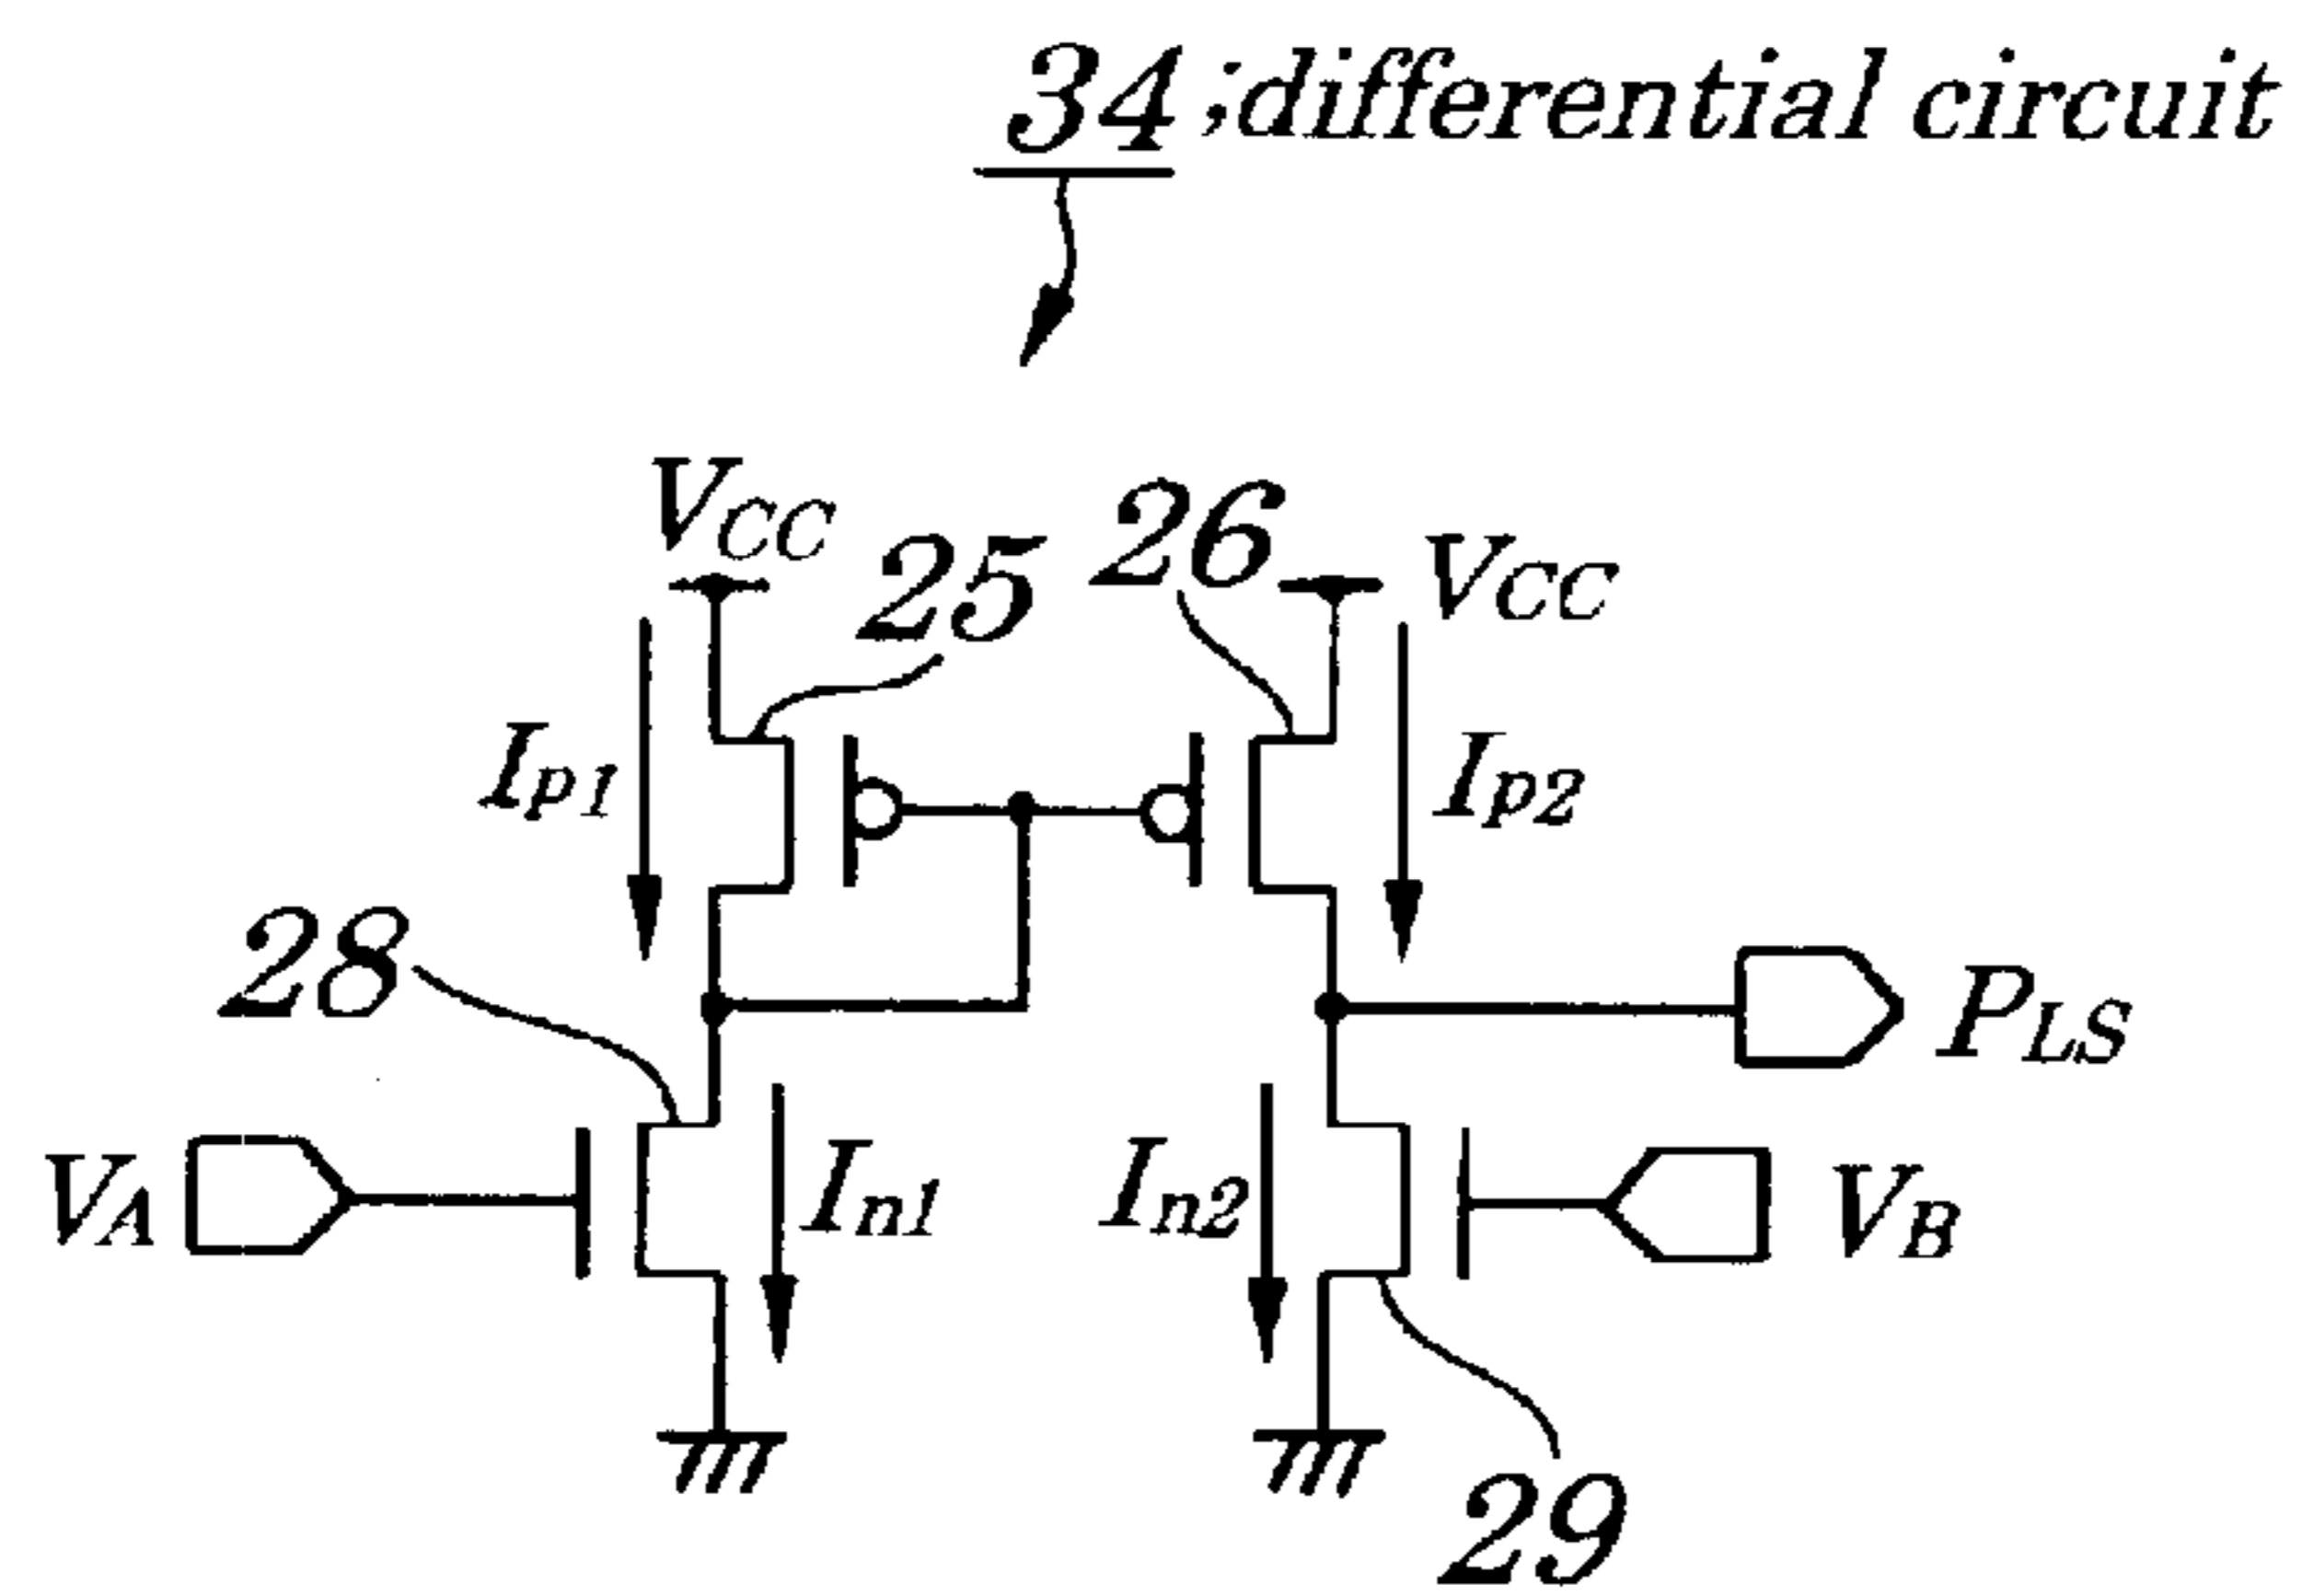 34 ;differential circuit
VCC
25
26
VCC
Ip1
Ip2
28
PLS
VA
In1
In2
VB
29